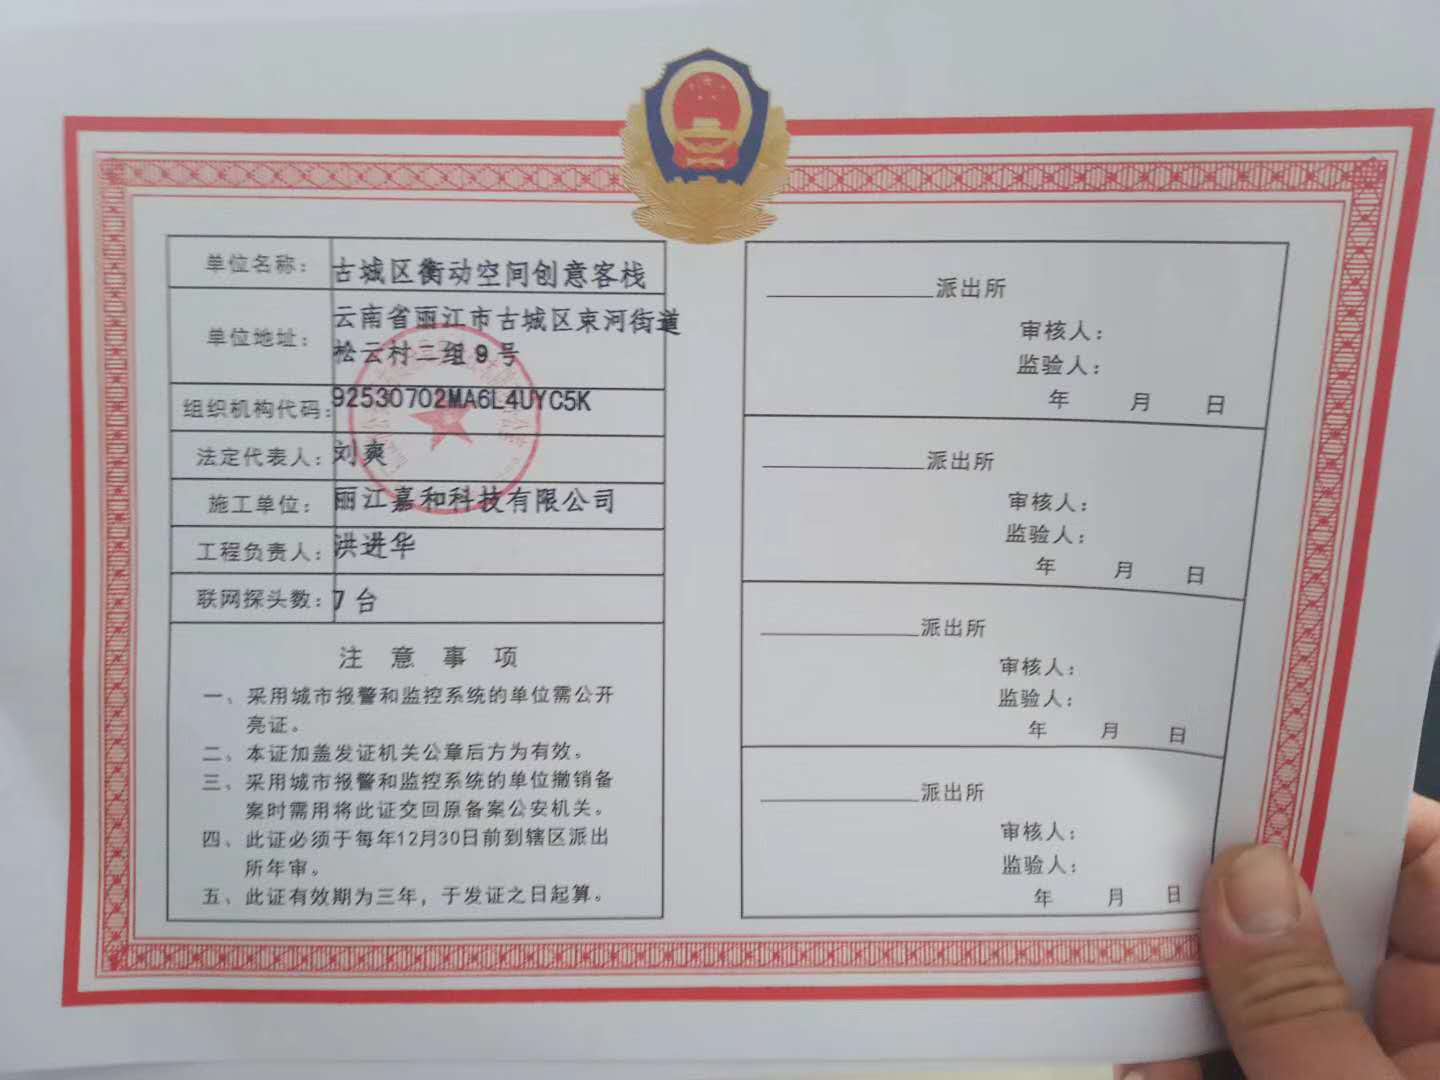 单位名称：古城区衡动空间创意客栈
单位地址：云南省丽江市古城区束河街道
松云村二组9号
组织机构代码：92530702MA6L4UYC5K
法定代表人：刘爽
施工单位：丽江嘉和科技有限公司
工程负责人：洪进华
联网探头数：7台
注意事项
一、采用城市报警和监控系统的单位需公开
亮证。
二、本证加盖发证机关公章后方为有效。
三、采用城市报警和监控系统的单位撤销备
案时需用将此证交回原备案公安机关。
四、此证必须于每年12月30日前到辖区派出
所年审。
五、此证有效期为三年，于发证之日起算。
派出所
审核人：
监验人：
年 月 日
派出所
审核人：
监验人：
年 月 日
派出所
审核人：
监验人：
年 月 日
派出所
审核人：
监验人：
年 月 日